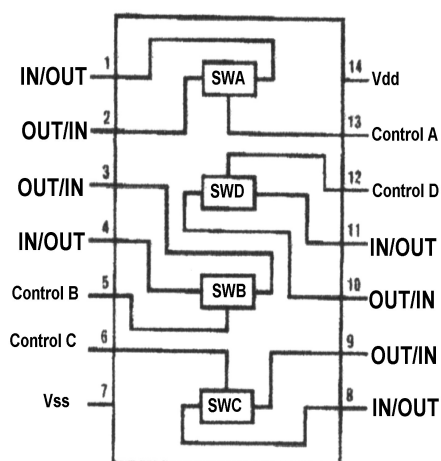 IN/OUT 1
OUT/IN 2
OUT/IN 3
IN/OUT 4
Control B 5
Control C 6
Vss 7
SWA
SWD
SWB
SWC
14 Vdd
13 Control A
12 Control D
11 IN/OUT
10 OUT/IN
9 OUT/IN
8 IN/OUT